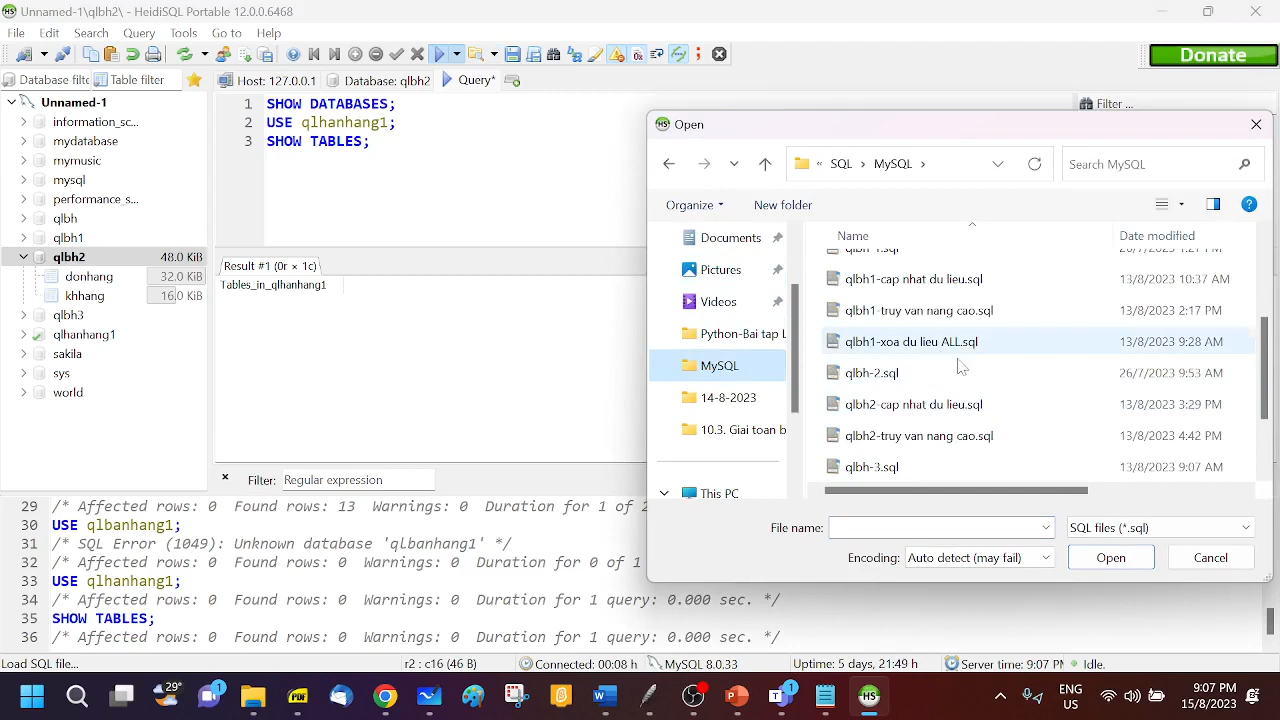 Unnamed-1\qlbh2\ - HeidiSQL Portable 12.0.0.6468
File Edit Search Query Tools Go to Help
Donate
Database filte Table filter
Host: 127.0.0.1 Database: qlbh2 Query*
Unnamed-1
information_sc...
mydatabase
mymusic
mysql
performance_s...
qlbh
qlbh1
qlbh2 48.0 KiB
donhang 32.0 KiB
khhang 16.0 KiB
qlbh3
qlhanhang1
sakila
sys
world
1 SHOW DATABASES;
2 USE qlhanhang1;
3 SHOW TABLES;
Filter ...
Result #1 (0r × 1c)
Tables_in_qlhanhang1
Open
« SQL > MySQL >
Search MySQL
Organize New folder
Documents
Pictures
Videos
Python-Bai tap L
MySQL
14-8-2023
10.3. Giai toan b
This PC
Name Date modified
qlbh-1.sql 26/7/2023 1:27 PM
qlbh1-cap nhat du lieu.sql 13/8/2023 10:37 AM
qlbh1-truy van nang cao.sql 13/8/2023 2:17 PM
qlbh1-xoa du lieu ALL.sql 13/8/2023 9:28 AM
qlbh-2.sql 26/7/2023 9:53 AM
qlbh2-cap nhat du lieu.sql 13/8/2023 3:29 PM
qlbh2-truy van nang cao.sql 13/8/2023 4:42 PM
qlbh-3.sql 13/8/2023 9:07 AM
File name: SQL files (*.sql)
Encoding: Auto detect (may fail) Open Cancel
× Filter: Regular expression
29 /* Affected rows: 0 Found rows: 13 Warnings: 0 Duration for 1 of 2
30 USE qlbanhang1;
31 /* SQL Error (1049): Unknown database 'qlbanhang1' */
32 /* Affected rows: 0 Found rows: 0 Warnings: 0 Duration for 0 of 1
33 USE qlhanhang1;
34 /* Affected rows: 0 Found rows: 0 Warnings: 0 Duration for 1 query: 0.000 sec. */
35 SHOW TABLES;
36 /* Affected rows: 0 Found rows: 0 Warnings: 0 Duration for 1 query: 0.000 sec. */
Load SQL file... r2 : c16 (46 B) Connected: 00:08 h MySQL 8.0.33 Uptime: 5 days, 21:49 h Server time: 9:07 PM Idle.
29°
1
PDF
W
P
T
1
HS
ENG
US
9:07 PM
15/8/2023